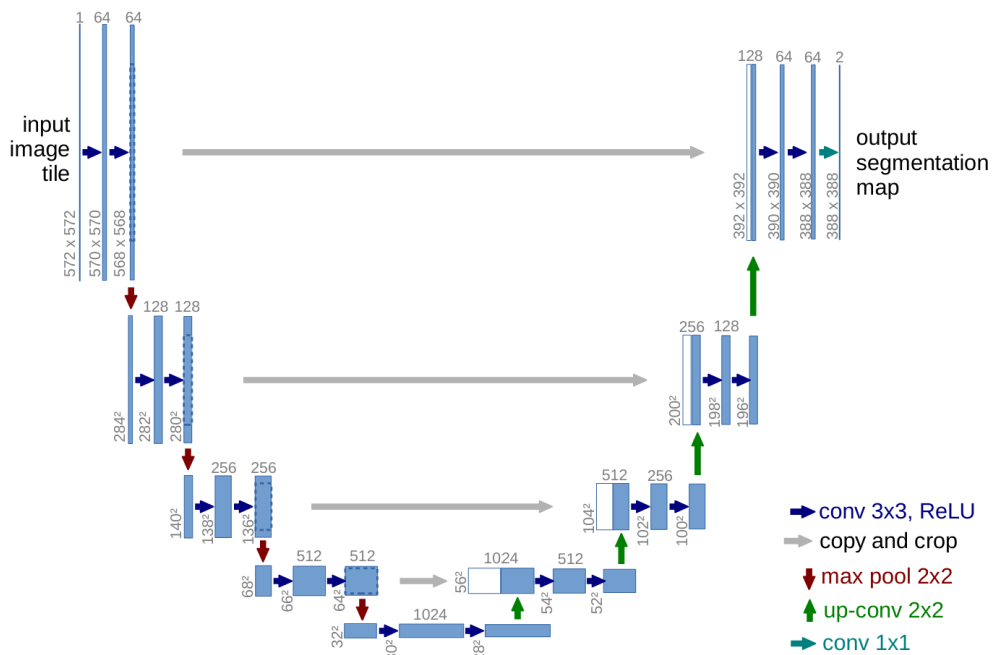 1 64 64
input
image
tile
572 x 572
570 x 570
568 x 568
128 64 64 2
output
segmentation
map
392 x 392
390 x 390
388 x 388
388 x 388
128 128
284²
282²
280²
256 128
200²
198²
196²
256 256
140²
138²
136²
512 256
104²
102²
100²
512 512
68²
66²
64²
1024 512
56²
54²
52²
1024
32²
conv 3x3, ReLU
copy and crop
max pool 2x2
up-conv 2x2
conv 1x1